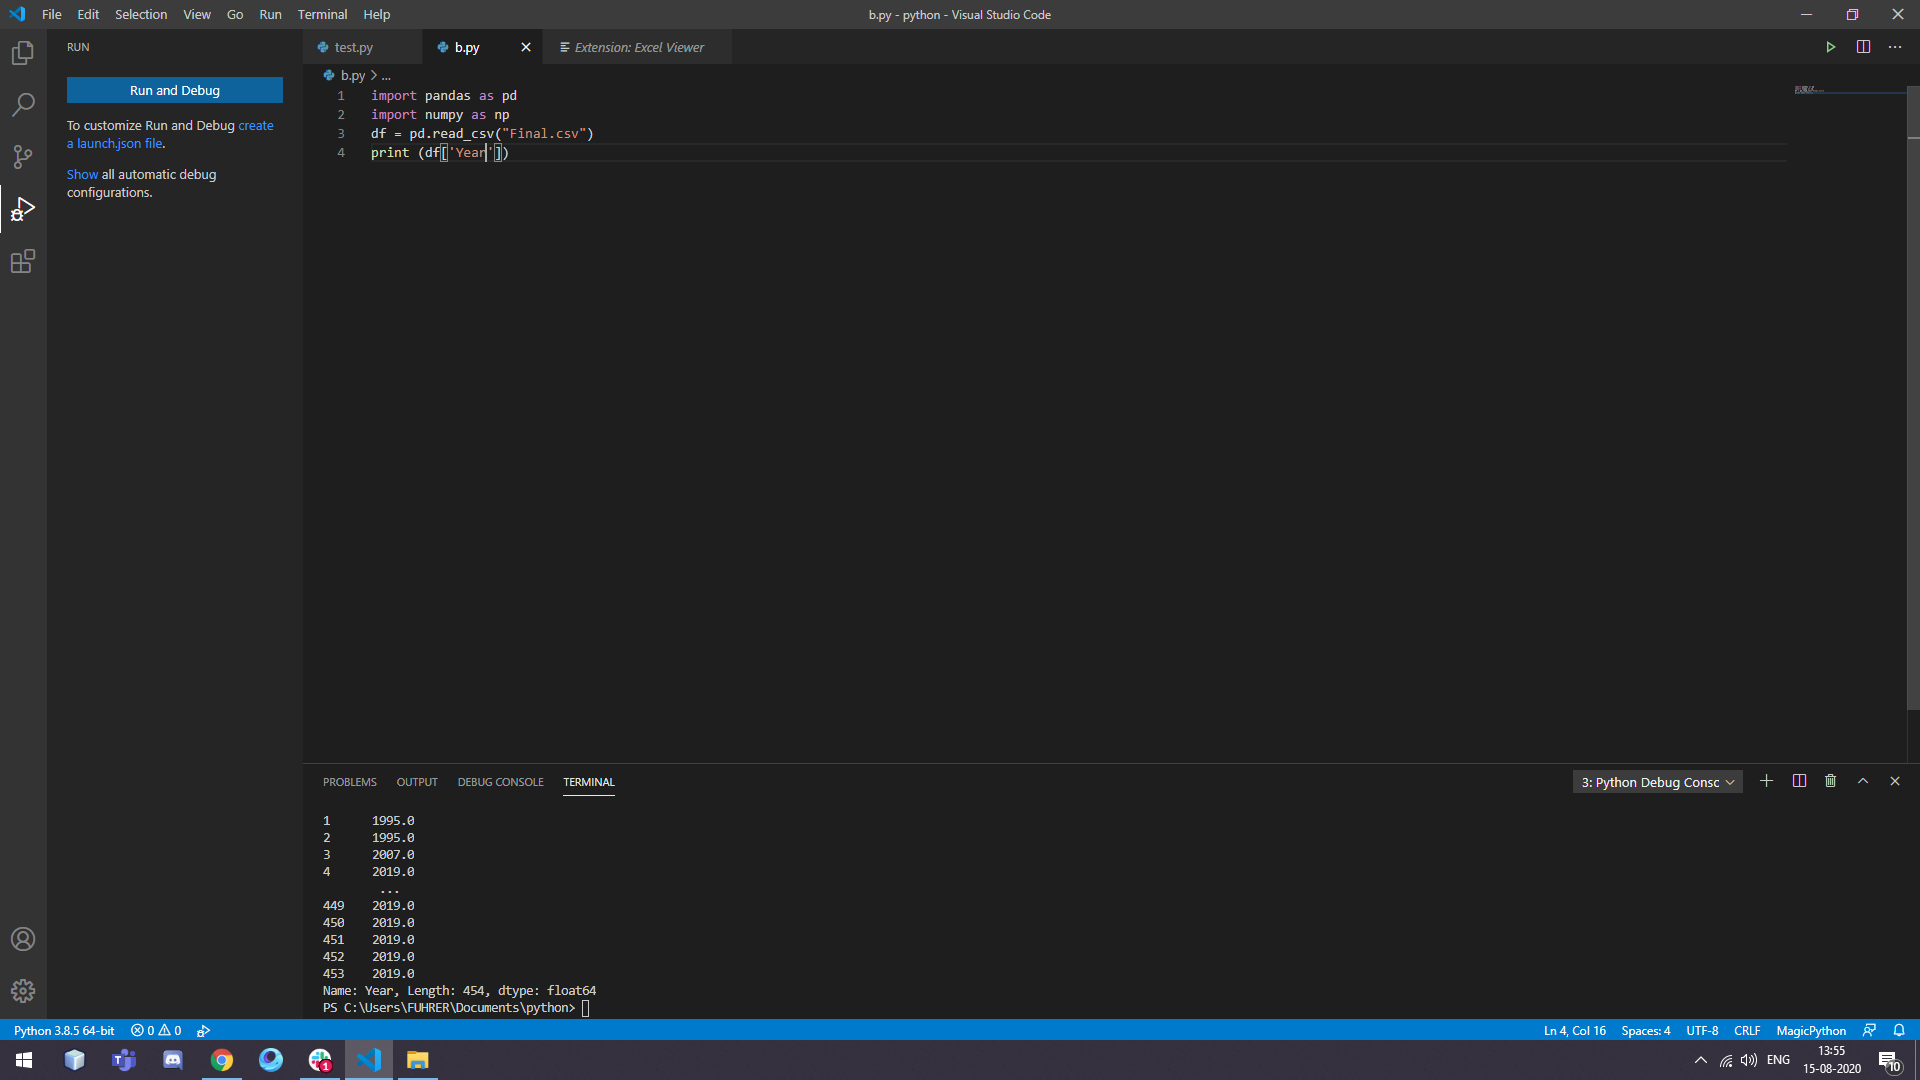 File Edit Selection View Go Run Terminal Help
b.py - python - Visual Studio Code
RUN
Run and Debug
To customize Run and Debug create
a launch.json file.
Show all automatic debug
configurations.
test.py
b.py
Extension: Excel Viewer
b.py > ...
1 import pandas as pd
2 import numpy as np
3 df = pd.read_csv("Final.csv")
4 print (df['Year'])
PROBLEMS OUTPUT DEBUG CONSOLE TERMINAL
3: Python Debug Consc
1 1995.0
2 1995.0
3 2007.0
4 2019.0
...
449 2019.0
450 2019.0
451 2019.0
452 2019.0
453 2019.0
Name: Year, Length: 454, dtype: float64
PS C:\Users\FUHRER\Documents\python>
Python 3.8.5 64-bit 0 0
Ln 4, Col 16 Spaces: 4 UTF-8 CRLF MagicPython
1
ENG
13:55
15-08-2020
10